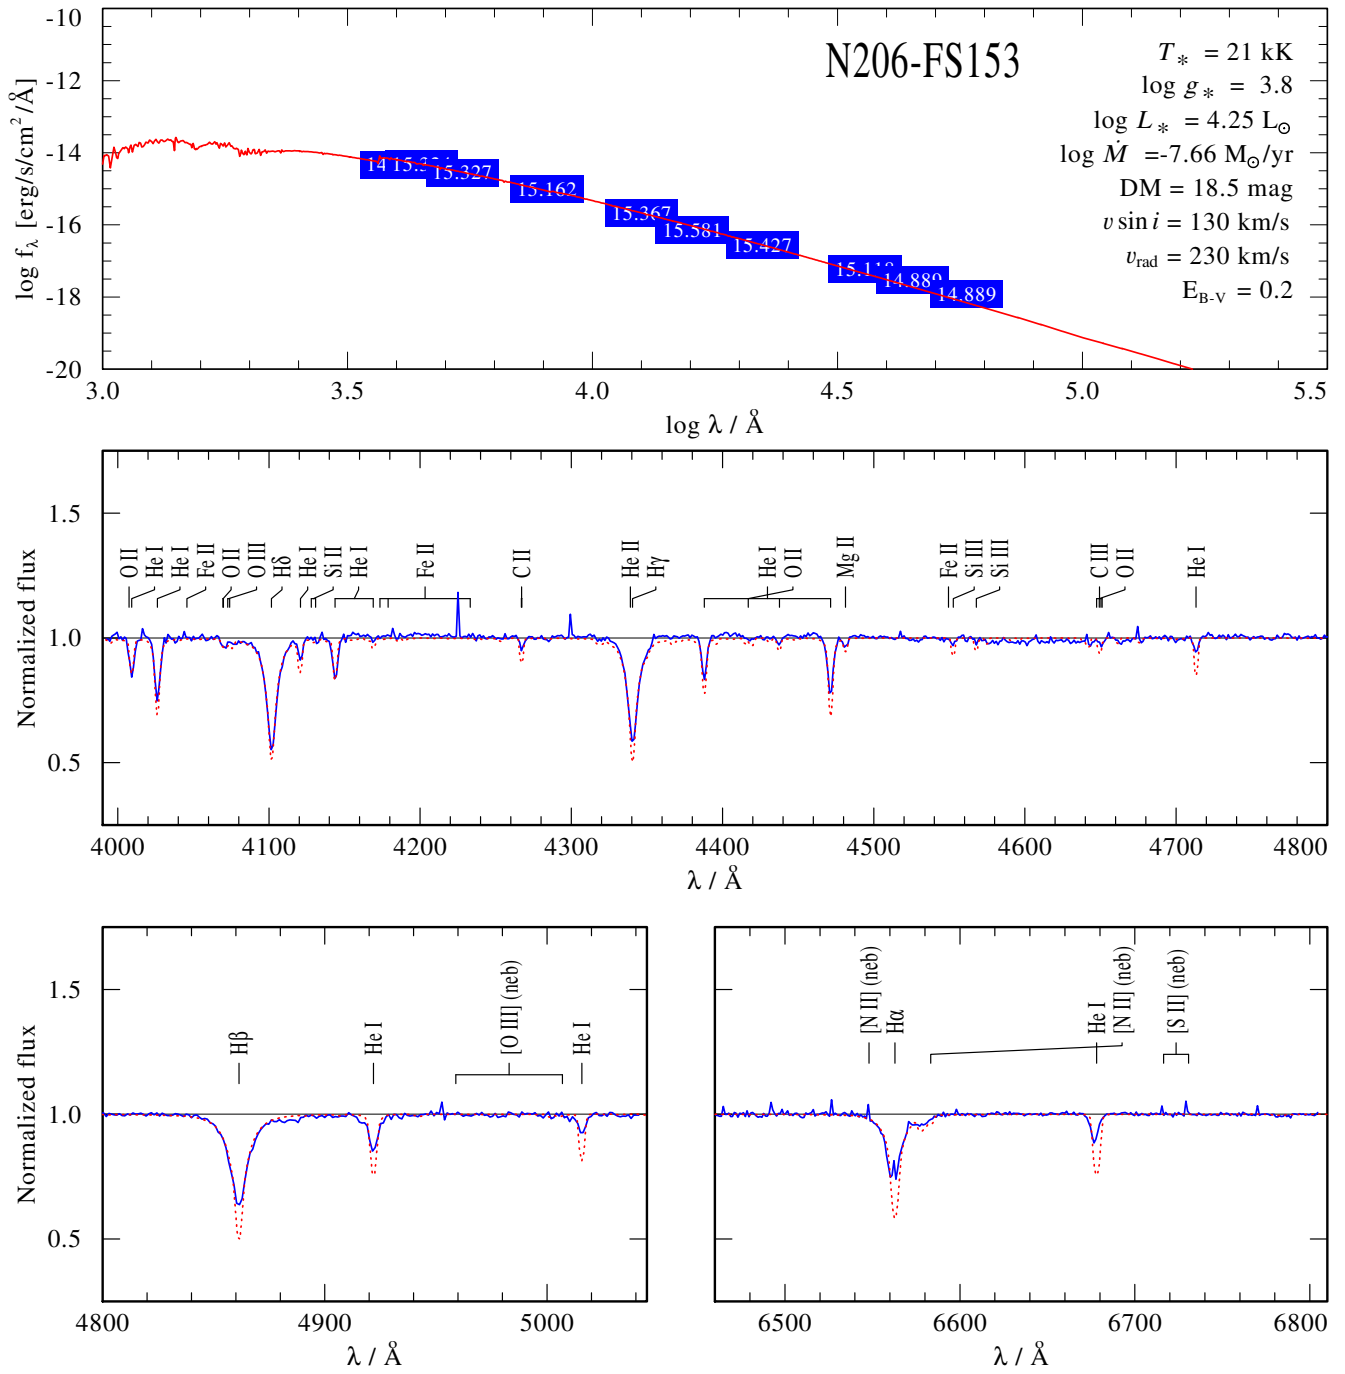 N206-FS153
T* = 21 kK
log g* = 3.8
log L* = 4.25 L⊙
log Ṁ =-7.66 M⊙/yr
DM = 18.5 mag
v sin i = 130 km/s
vrad = 230 km/s
EB-V = 0.2
log fλ [erg/s/cm²/Å]
-10
-12
-14
-16
-18
-20
15.327
15.162
15.367
15.581
15.427
14.889
14.889
3.0 3.5 4.0 4.5 5.0 5.5
log λ / Å
Normalized flux
1.5
1.0
0.5
O II
He I
He I
Fe II
O II
O III
Hδ
He I
Si II
He I
Fe II
C II
He II
Hγ
He I
O II
Mg II
Fe II
Si III
Si III
C III
O II
He I
4000 4100 4200 4300 4400 4500 4600 4700 4800
λ / Å
Normalized flux
1.5
1.0
0.5
Hβ
He I
[O III] (neb)
He I
4800 4900 5000
λ / Å
[N II] (neb)
Hα
He I
[N II] (neb)
[S II] (neb)
6500 6600 6700 6800
λ / Å